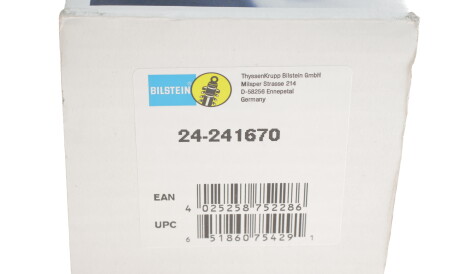 BILSTEIN
ThyssenKrupp Bilstein GmbH
Milsper Strasse 214
D-58256 Ennepetal
Germany
24-241670
EAN
4 025258 752286
UPC
6 51860 75429 1